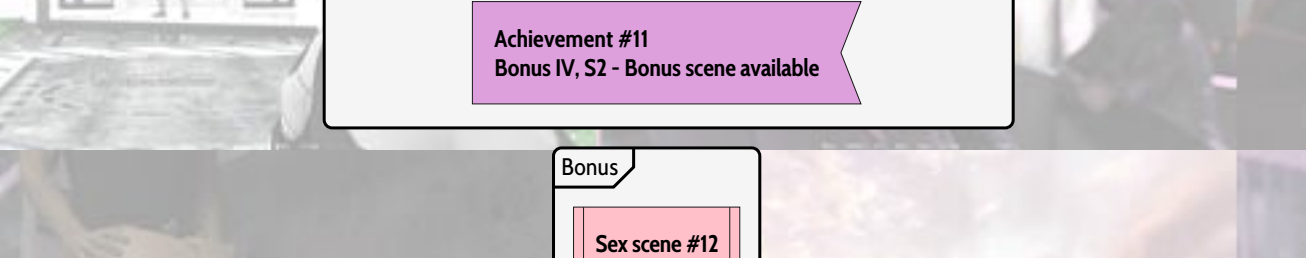 Achievement #11
Bonus IV, S2 - Bonus scene available
Bonus
Sex scene #12